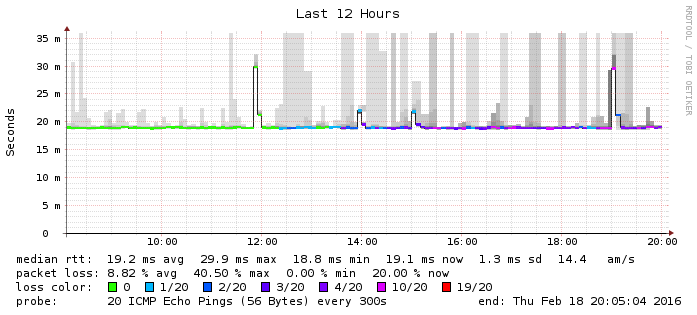 Last 12 Hours
RRDTOOL / TOBI OETIKER
Seconds
35 m
30 m
25 m
20 m
15 m
10 m
5 m
0
10:00 12:00 14:00 16:00 18:00 20:00
median rtt: 19.2 ms avg 29.9 ms max 18.8 ms min 19.1 ms now 1.3 ms sd 14.4 am/s
packet loss: 8.82 % avg 40.50 % max 0.00 % min 20.00 % now
loss color: 0 1/20 2/20 3/20 4/20 10/20 19/20
probe: 20 ICMP Echo Pings (56 Bytes) every 300s end: Thu Feb 18 20:05:04 2016